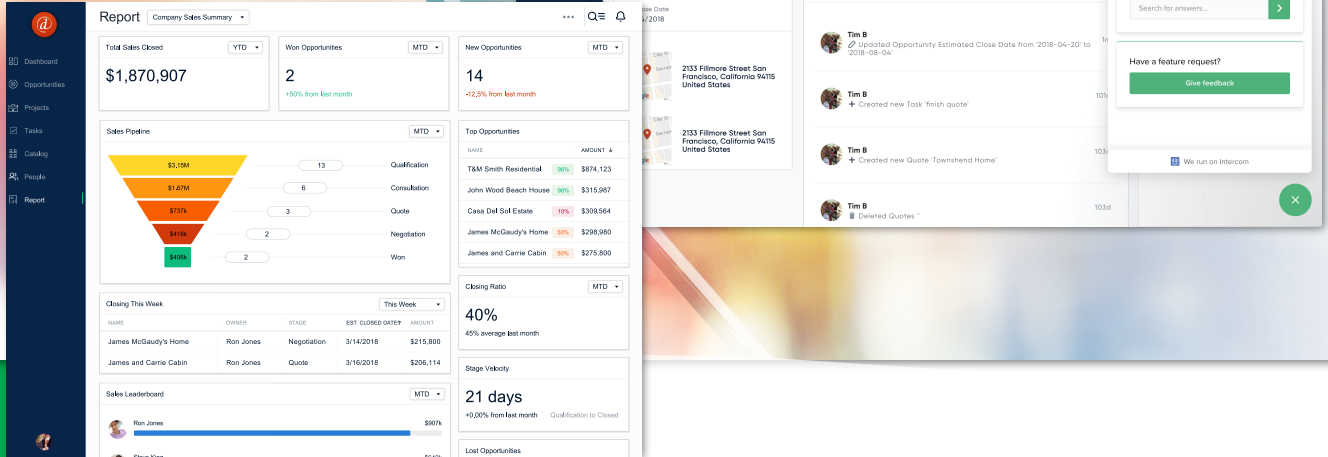 d
Report
Company Sales Summary
Dashboard
Opportunities
Projects
Tasks
Catalog
People
Report
Total Sales Closed
YTD
$1,870,907
Won Opportunities
MTD
2
+50% from last month
New Opportunities
MTD
14
-12,5% from last month
Sales Pipeline
MTD
$3,15M 13 Qualification
$1.67M 6 Consultation
$737k 3 Quote
$418k 2 Negotiation
$406k 2 Won
Top Opportunities
NAME AMOUNT
T&M Smith Residential 96% $874,123
John Wood Beach House 96% $315,987
Casa Del Sol Estate 10% $309,564
James McGaudy's Home 50% $298,980
James and Carrie Cabin 50% $275,800
Closing This Week
This Week
NAME OWNER STAGE EST. CLOSED DATE AMOUNT
James McGaudy's Home Ron Jones Negotiation 3/14/2018 $215,800
James and Carrie Cabin Ron Jones Quote 3/16/2018 $206,114
Closing Ratio
MTD
40%
45% average last month
Stage Velocity
21 days
+0,00% from last month Qualification to Closed
Sales Leaderboard
MTD
Ron Jones $907k
Lost Opportunities
se Date
/2018
2133 Fillmore Street San
Francisco, California 94115
United States
2133 Fillmore Street San
Francisco, California 94115
United States
Tim B
Updated Opportunity Estimated Close Date from '2018-04-20' to
'2018-08-04'
Tim B
+ Created new Task 'finish quote'
Tim B
+ Created new Quote 'Townshend Home'
Tim B
Deleted Quotes ''
103d
Search for answers...
Have a feature request?
Give feedback
We run on Intercom